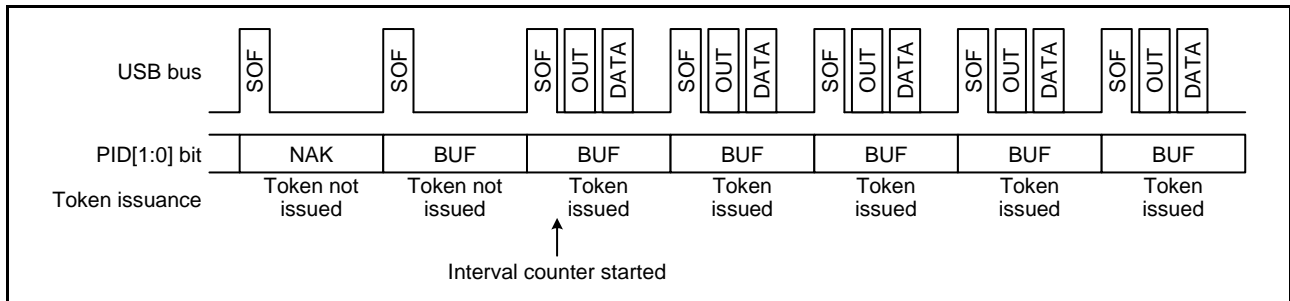 USB bus SOF SOF SOF OUT DATA SOF OUT DATA SOF OUT DATA SOF OUT DATA SOF OUT DATA
PID[1:0] bit NAK BUF BUF BUF BUF BUF BUF
Token issuance Token not issued Token not issued Token issued Token issued Token issued Token issued Token issued
Interval counter started